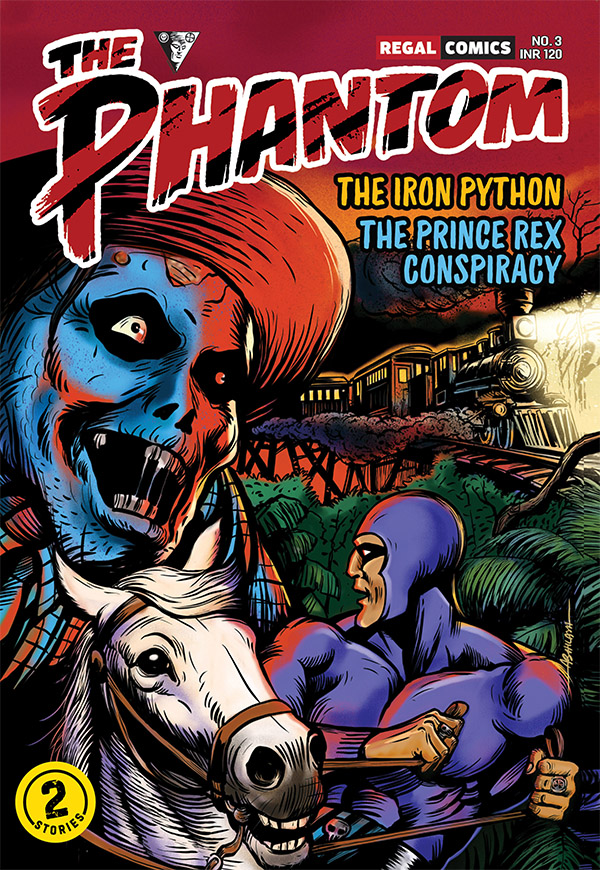 THE
PHANTOM
REGAL COMICS
NO. 3
INR 120
THE IRON PYTHON
THE PRINCE REX
CONSPIRACY
2
STORIES